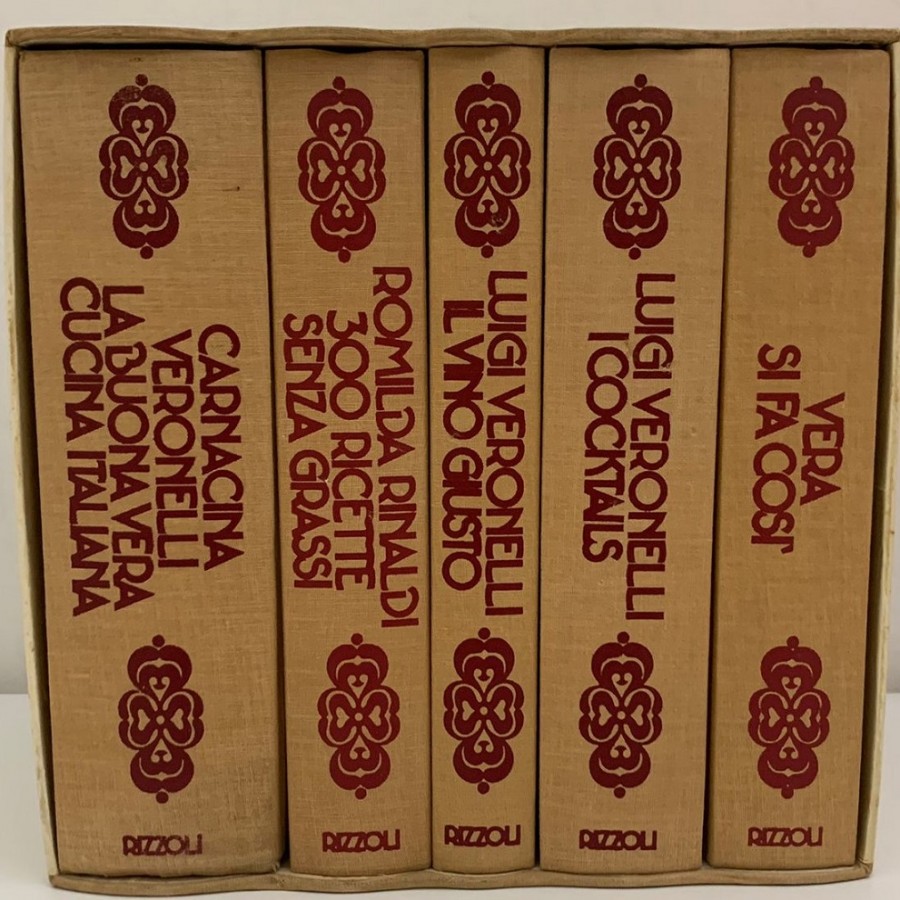 CARNACINA
VERONELLI
LA BUONA VERA
CUCINA ITALIANA
RIZZOLI
ROMILDA RINALDI
300 RICETTE
SENZA GRASSI
RIZZOLI
LUIGI VERONELLI
IL VINO GIUSTO
RIZZOLI
LUIGI VERONELLI
I COCKTAILS
RIZZOLI
VERA
SI FA COSI'
RIZZOLI